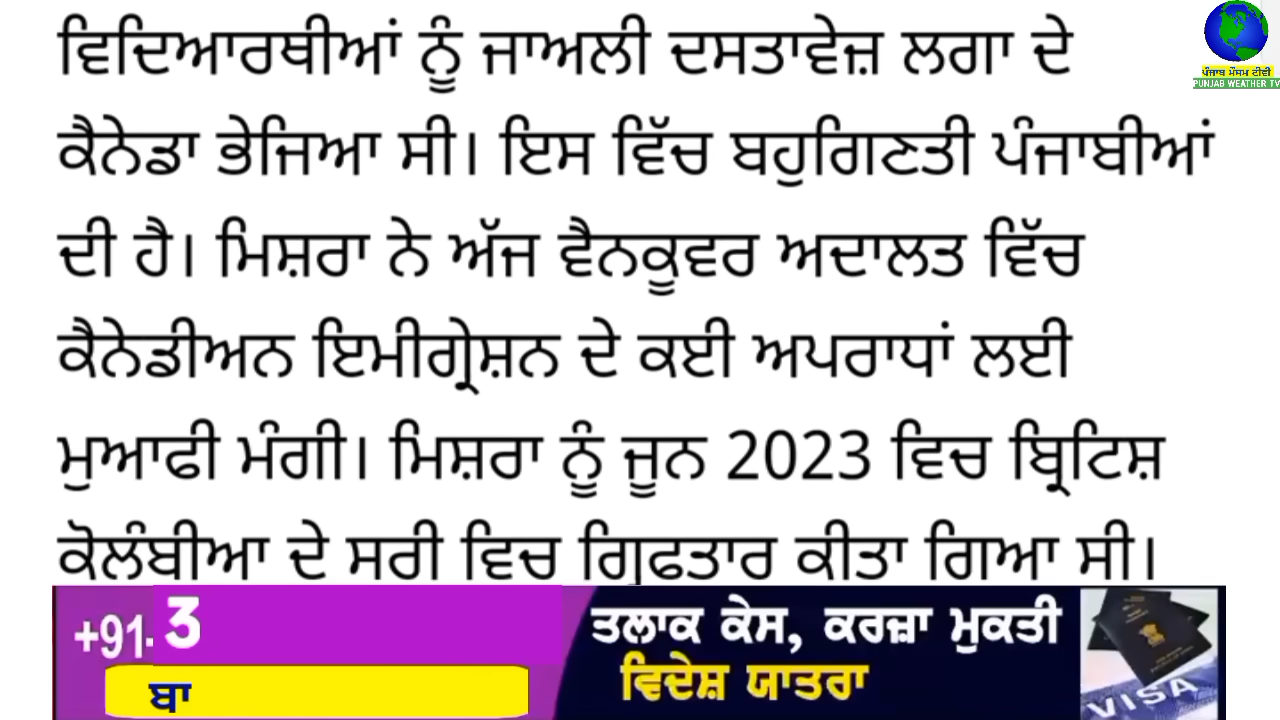 ਵਿਦਿਆਰਥੀਆਂ ਨੂੰ ਜਾਅਲੀ ਦਸਤਾਵੇਜ਼ ਲਗਾ ਦੇ
ਕੈਨੇਡਾ ਭੇਜਿਆ ਸੀ। ਇਸ ਵਿੱਚ ਬਹੁਗਿਣਤੀ ਪੰਜਾਬੀਆਂ
ਦੀ ਹੈ। ਮਿਸ਼ਰਾ ਨੇ ਅੱਜ ਵੈਨਕੂਵਰ ਅਦਾਲਤ ਵਿੱਚ
ਕੈਨੇਡੀਅਨ ਇਮੀਗ੍ਰੇਸ਼ਨ ਦੇ ਕਈ ਅਪਰਾਧਾਂ ਲਈ
ਮੁਆਫੀ ਮੰਗੀ। ਮਿਸ਼ਰਾ ਨੂੰ ਜੂਨ 2023 ਵਿਚ ਬ੍ਰਿਟਿਸ਼
ਕੋਲੰਬੀਆ ਦੇ ਸਰੀ ਵਿਚ ਗ੍ਰਿਫਤਾਰ ਕੀਤਾ ਗਿਆ ਸੀ।
ਪੰਜਾਬ ਮੌਸਮ ਟੀਵੀ
PUNJAB WEATHER TV
+91. 3
ਬਾ
ਤਲਾਕ ਕੇਸ, ਕਰਜ਼ਾ ਮੁਕਤੀ
ਵਿਦੇਸ਼ ਯਾਤਰਾ
VISA